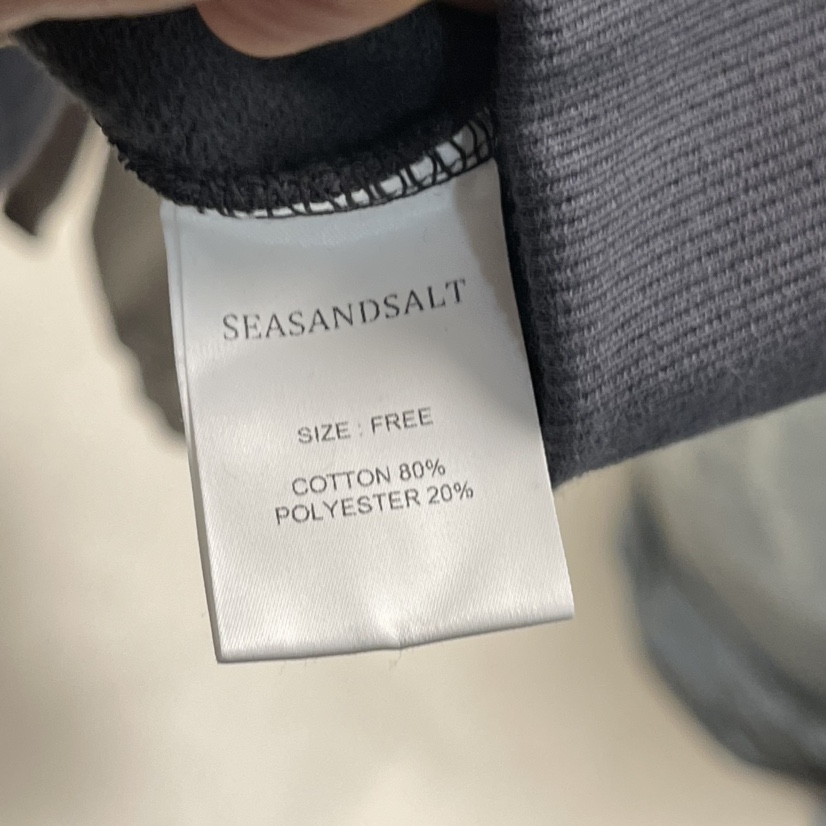 SEASANDSALT
SIZE : FREE
COTTON 80%
POLYESTER 20%